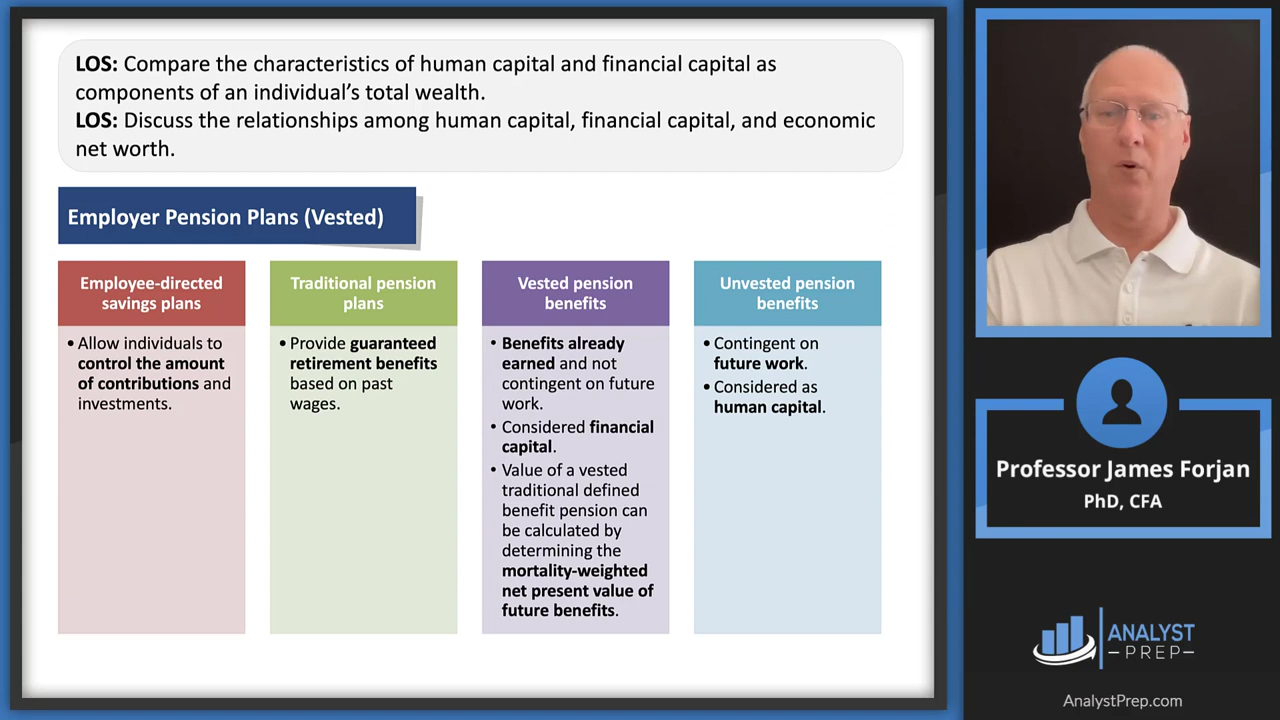 LOS: Compare the characteristics of human capital and financial capital as
components of an individual’s total wealth.
LOS: Discuss the relationships among human capital, financial capital, and economic
net worth.
Employer Pension Plans (Vested)
Employee-directed
savings plans
• Allow individuals to
control the amount
of contributions and
investments.
Traditional pension
plans
• Provide guaranteed
retirement benefits
based on past
wages.
Vested pension
benefits
• Benefits already
earned and not
contingent on future
work.
• Considered financial
capital.
• Value of a vested
traditional defined
benefit pension can
be calculated by
determining the
mortality-weighted
net present value of
future benefits.
Unvested pension
benefits
• Contingent on
future work.
• Considered as
human capital.
Professor James Forjan
PhD, CFA
ANALYST
–PREP–
AnalystPrep.com